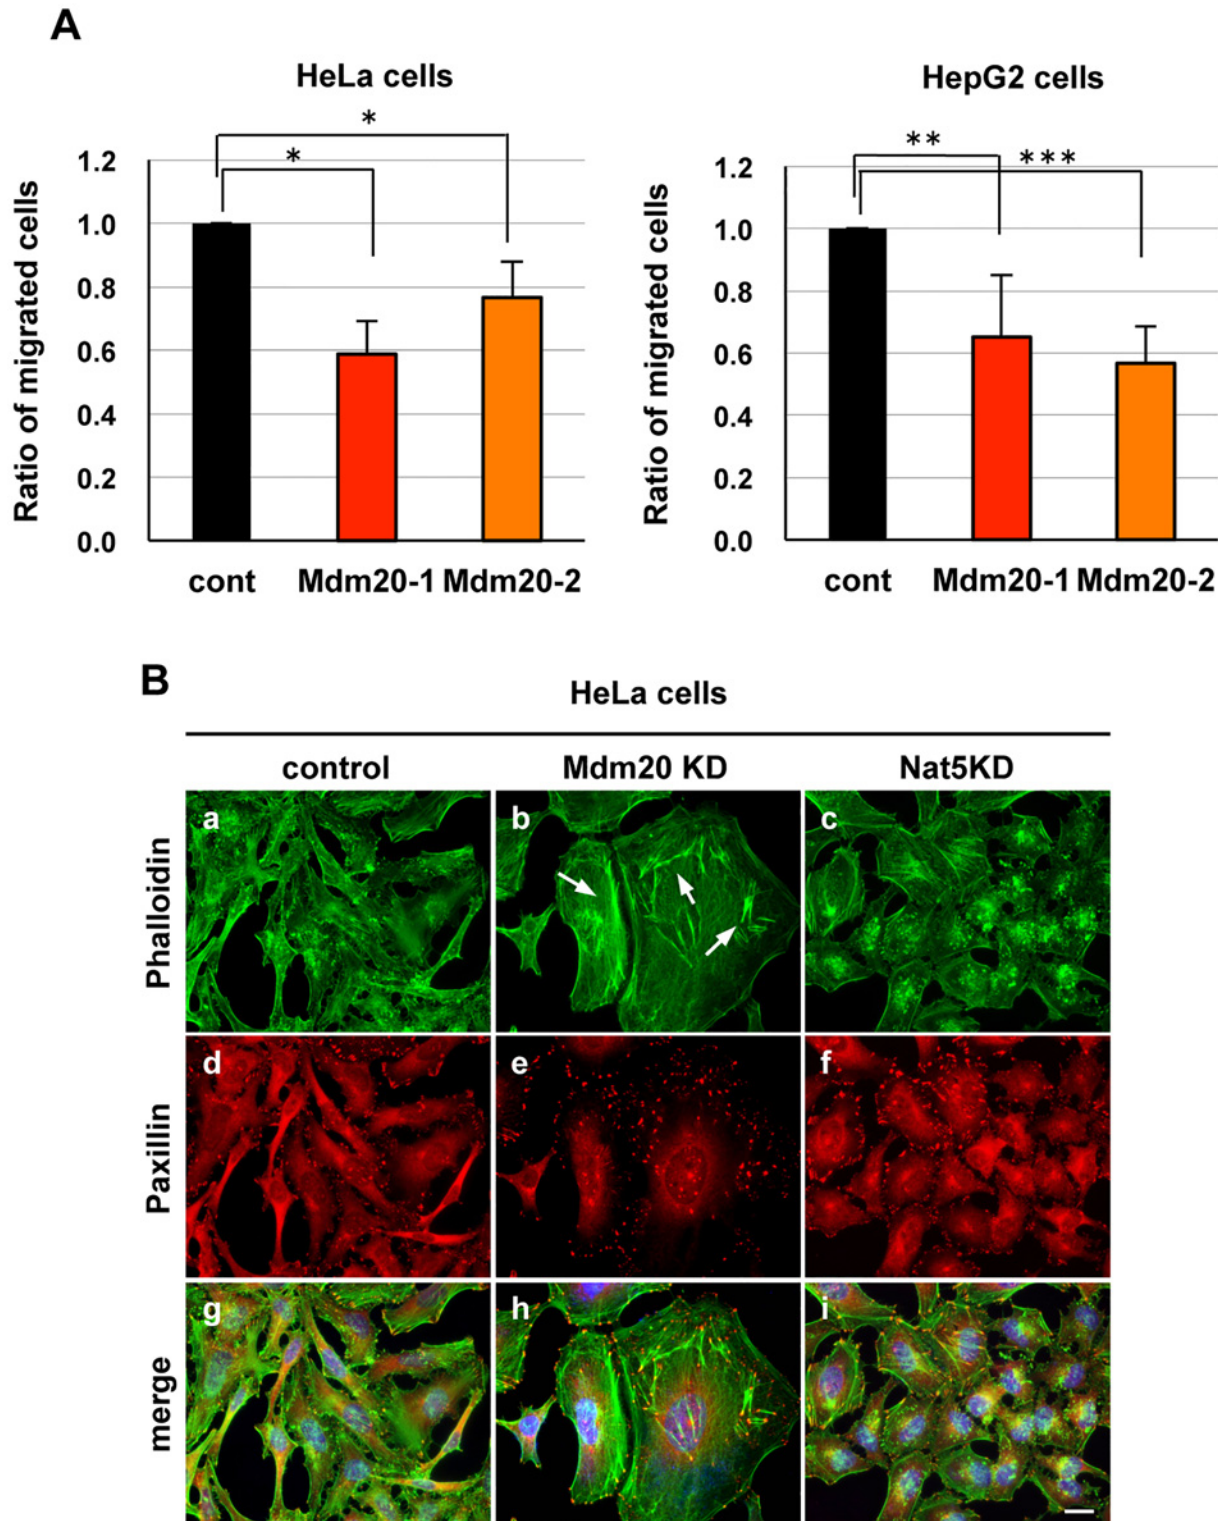 A
HeLa cells
*
*
1.2
1.0
0.8
0.6
0.4
0.2
0.0
Ratio of migrated cells
cont Mdm20-1 Mdm20-2
HepG2 cells
**
***
1.2
1.0
0.8
0.6
0.4
0.2
0.0
Ratio of migrated cells
cont Mdm20-1 Mdm20-2
B
HeLa cells
control Mdm20 KD Nat5KD
Phalloidin
a b c
Paxillin
d e f
merge
g h i